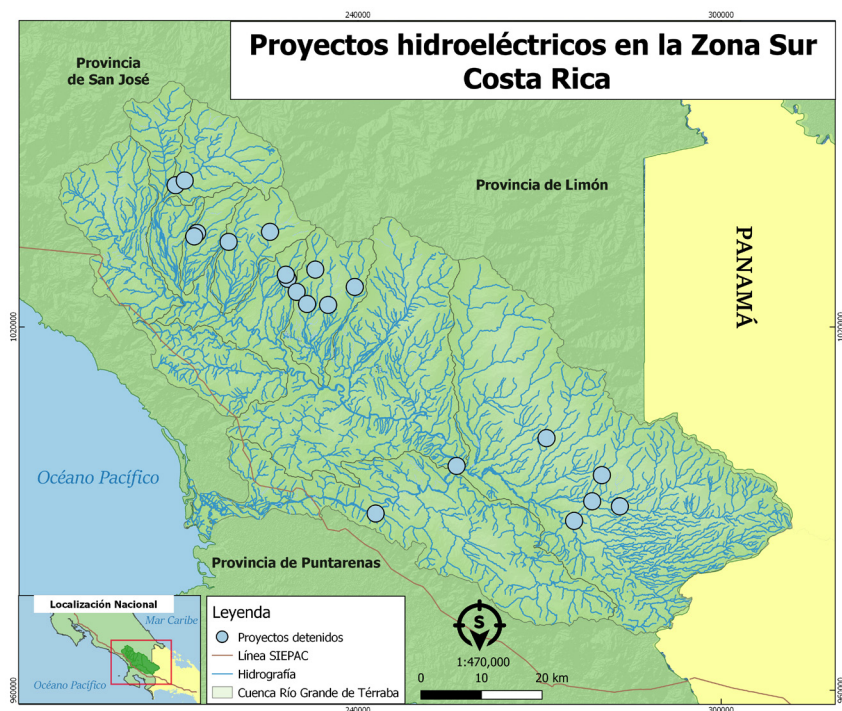 240000
300000
Proyectos hidroeléctricos en la Zona Sur
Costa Rica
Provincia
de San José
Provincia de Limón
PANAMÁ
1020000
1020000
Océano Pacífico
Provincia de Puntarenas
Localización Nacional
Mar Caribe
Océano Pacífico
Leyenda
Proyectos detenidos
Línea SIEPAC
Hidrografía
Cuenca Río Grande de Térraba
S
1:470,000
0 10 20 km
960000
960000
240000
300000